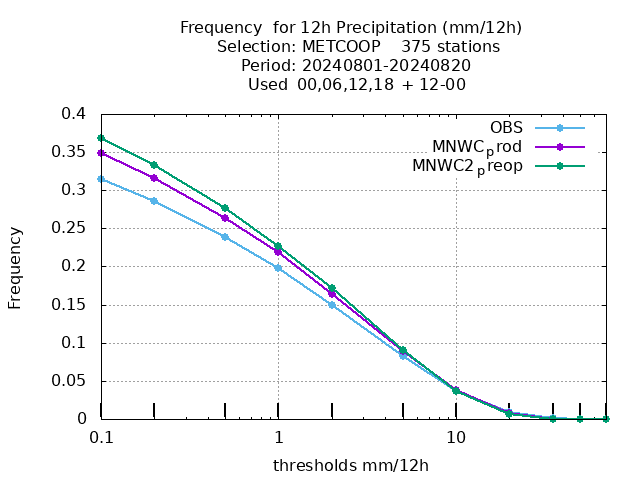 Frequency  for 12h Precipitation (mm/12h)
Selection: METCOOP    375 stations
Period: 20240801-20240820
Used  00,06,12,18  + 12-00
0.4
0.35
0.3
0.25
0.2
0.15
0.1
0.05
0
Frequency
OBS
MNWCprod
MNWC2preop
0.1
1
10
thresholds mm/12h